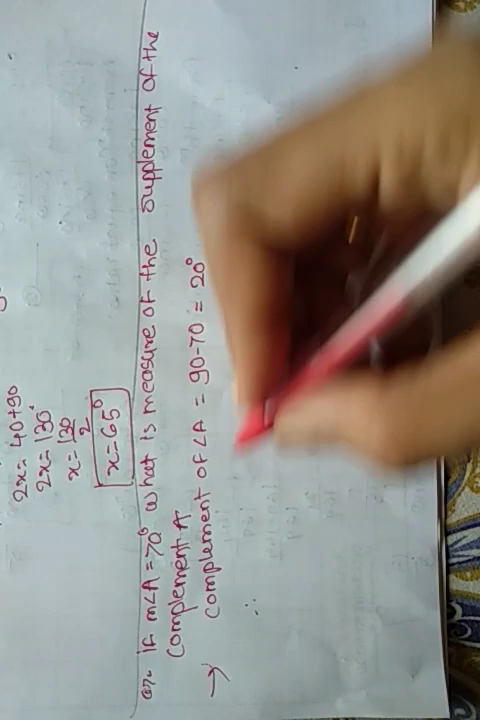 2x = 40+90
2x = 130°
x = 130
2
x = 65°
Q7. If m∠A = 70° What is measure of the supplement of the
complement A
→ complement of ∠A = 90-70 = 20°
∴